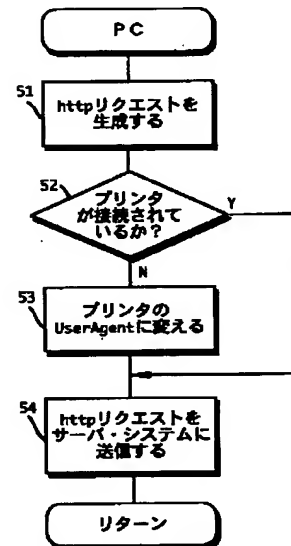 PC
51
httpリクエストを
生成する
52
プリンタ
が接続されて
いるか？
Y
N
53
プリンタの
UserAgentに変える
54
httpリクエストを
サーバ・システムに
送信する
リターン